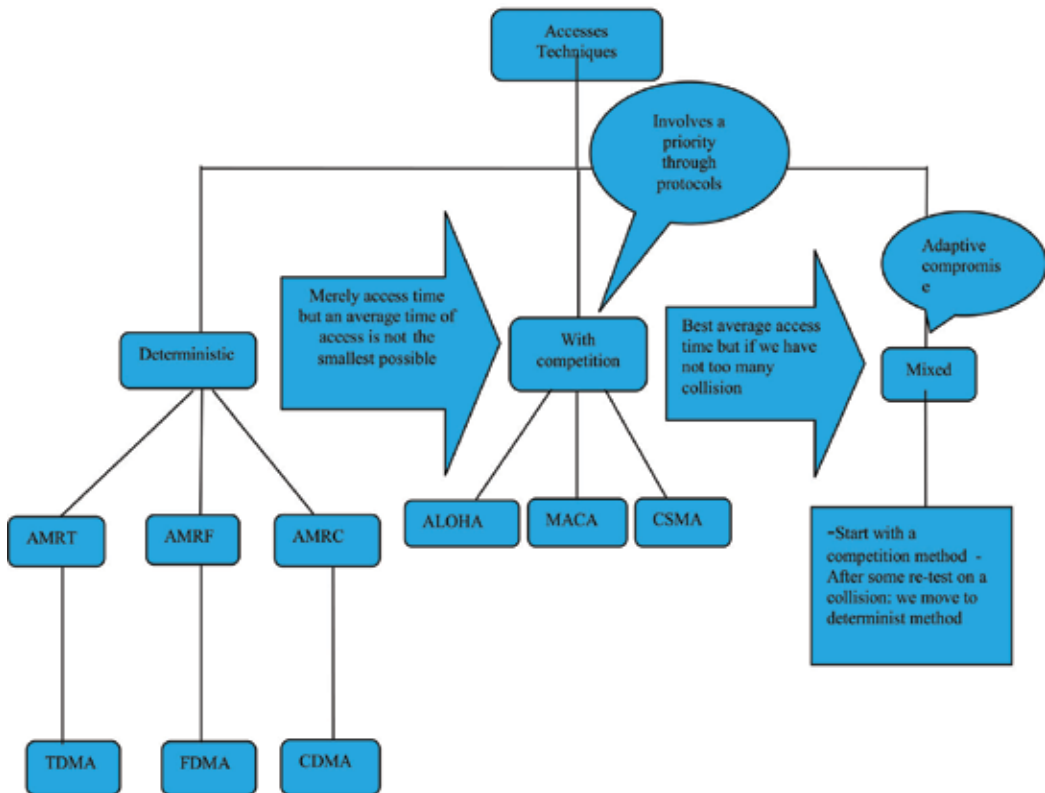 Accesses
Techniques
Involves a
priority
through
protocols
Adaptive
compromis
e
Merely access time
but an average time of
access is not the
smallest possible
Best average access
time but if we have
not too many
collision
Deterministic
With
competition
Mixed
AMRT
AMRF
AMRC
ALOHA
MACA
CSMA
-Start with a
competition method -
After some re-test on a
collision: we move to
determinist method
TDMA
FDMA
CDMA